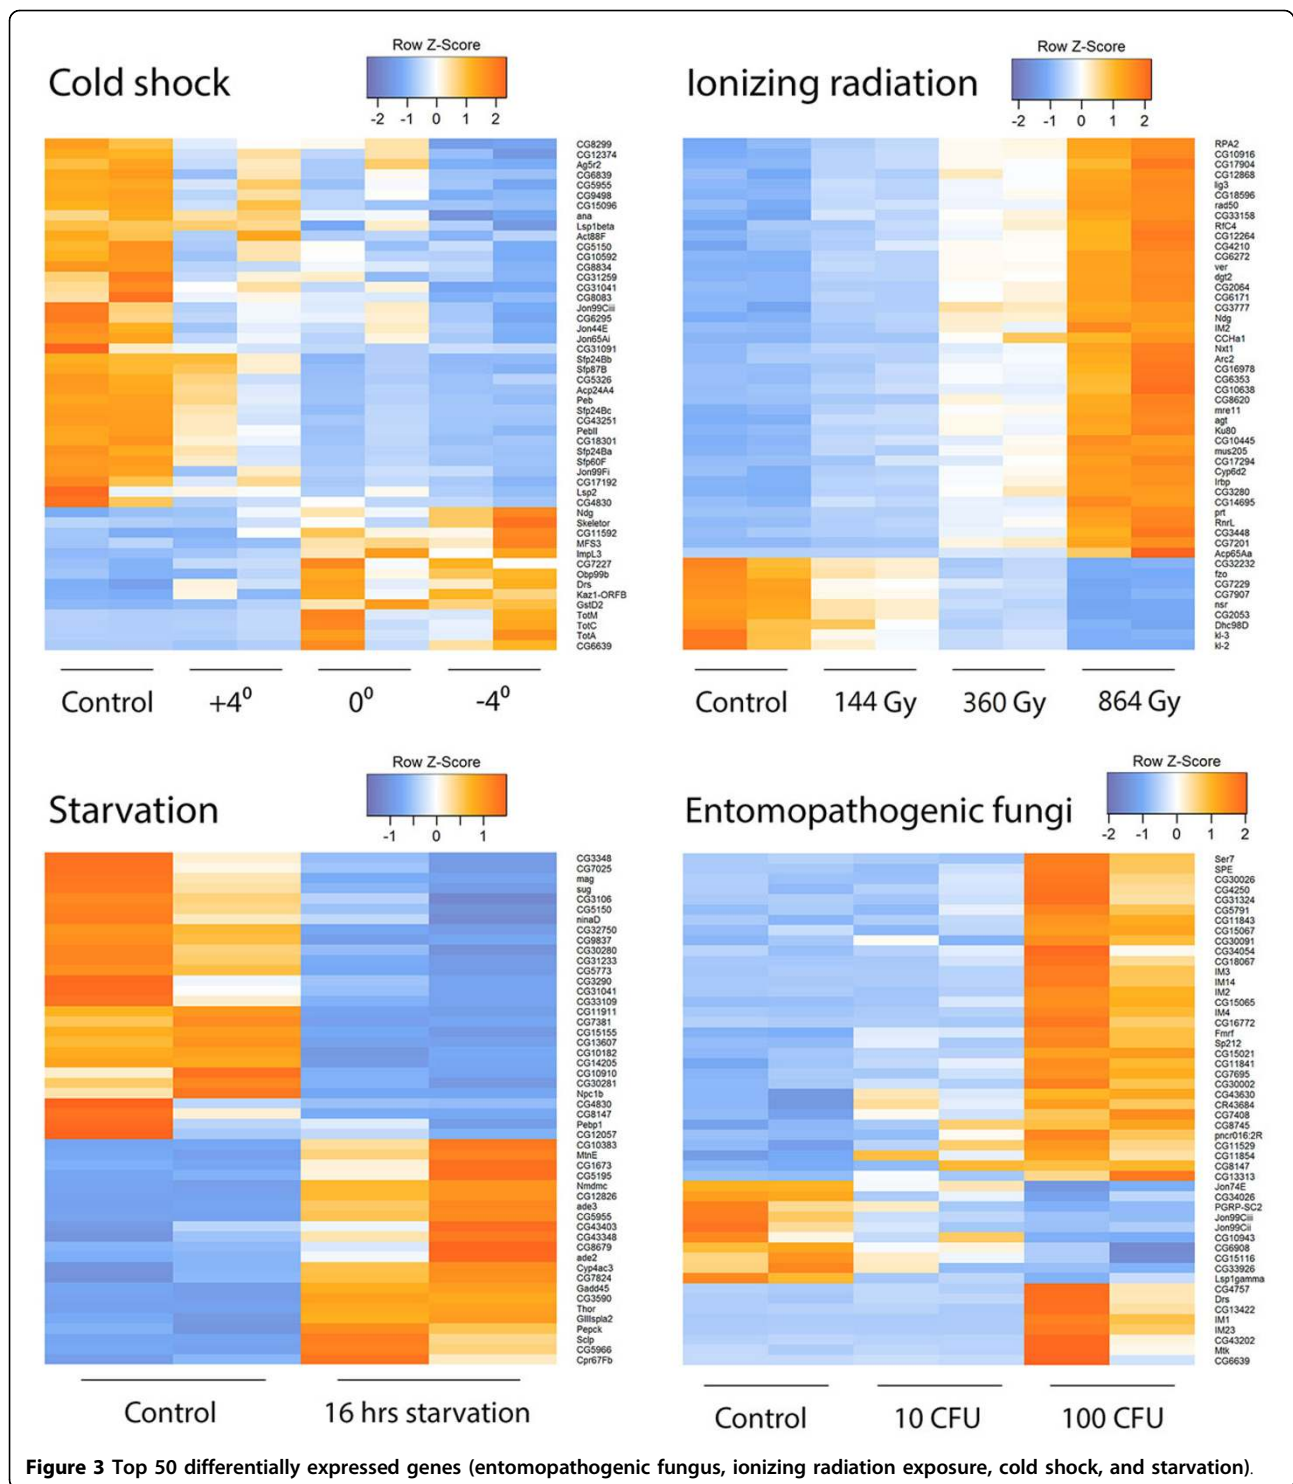 Row Z-Score
Cold shock
-2 -1 0 1 2
CG8299
CG12374
Ag5r2
CG6839
CG5955
CG9498
CG15096
ana
Lsp1beta
Act88F
CG5150
CG10592
CG8834
CG31259
CG31041
CG8083
Jon99Ciii
CG6295
Jon44E
Jon65Ai
CG31091
Sfp24Bb
Sfp87B
CG5326
Acp24A4
Peb
Sfp24Bc
CG43251
PebII
CG18301
Sfp24Ba
Sfp60F
Jon99Fi
CG17192
Lsp2
CG4830
Ndg
Skeletor
CG11592
MFS3
ImpL3
CG7227
Obp99b
Drs
Kaz1-ORFB
GstD2
TotM
TotC
TotA
CG6639
Control +4⁰ 0⁰ -4⁰
Row Z-Score
Ionizing radiation
-2 -1 0 1 2
RPA2
CG10916
CG17904
CG12868
lig3
CG18596
rad50
CG33158
RfC4
CG12264
CG4210
CG6272
ver
dgt2
CG2064
CG6171
CG3777
Ndg
IM2
CCHa1
Nxt1
Arc2
CG16978
CG6353
CG10638
CG8620
mre11
agt
Ku80
CG10445
mus205
CG17294
Cyp6d2
Irbp
CG3280
CG14695
prt
RnrL
CG3448
CG7201
Acp65Aa
CG32232
fzo
CG7229
CG7907
nsr
CG2053
Dhc98D
kl-3
kl-2
Control 144 Gy 360 Gy 864 Gy
Row Z-Score
Starvation
-1 0 1
CG3348
CG7025
mag
sug
CG3106
CG5150
ninaD
CG32750
CG9837
CG30280
CG31233
CG5773
CG3290
CG31041
CG33109
CG11911
CG7381
CG15155
CG13607
CG10182
CG14205
CG10910
CG30281
Npc1b
CG4830
CG8147
Pebp1
CG12057
CG10383
MtnE
CG1673
CG5195
Nmdmc
CG12826
ade3
CG5955
CG43403
CG43348
CG8679
ade2
Cyp4ac3
CG7824
Gadd45
CG3590
Thor
GIIIspla2
Pepck
Sclp
CG5966
Cpr67Fb
Control 16 hrs starvation
Row Z-Score
Entomopathogenic fungi
-2 -1 0 1 2
Ser7
SPE
CG30026
CG4250
CG31324
CG5791
CG11843
CG15067
CG30091
CG34054
CG18067
IM3
IM14
IM2
CG15065
IM4
CG16772
Fmrf
Sp212
CG15021
CG11841
CG7695
CG30002
CG43630
CR43684
CG7408
CG8745
pncr016:2R
CG11529
CG11854
CG8147
CG13313
Jon74E
CG34026
PGRP-SC2
Jon99Ciii
Jon99Cii
CG10943
CG6908
CG15116
CG33926
Lsp1gamma
CG4757
Drs
CG13422
IM1
IM23
CG43202
Mtk
CG6639
Control 10 CFU 100 CFU
Figure 3 Top 50 differentially expressed genes (entomopathogenic fungus, ionizing radiation exposure, cold shock, and starvation).